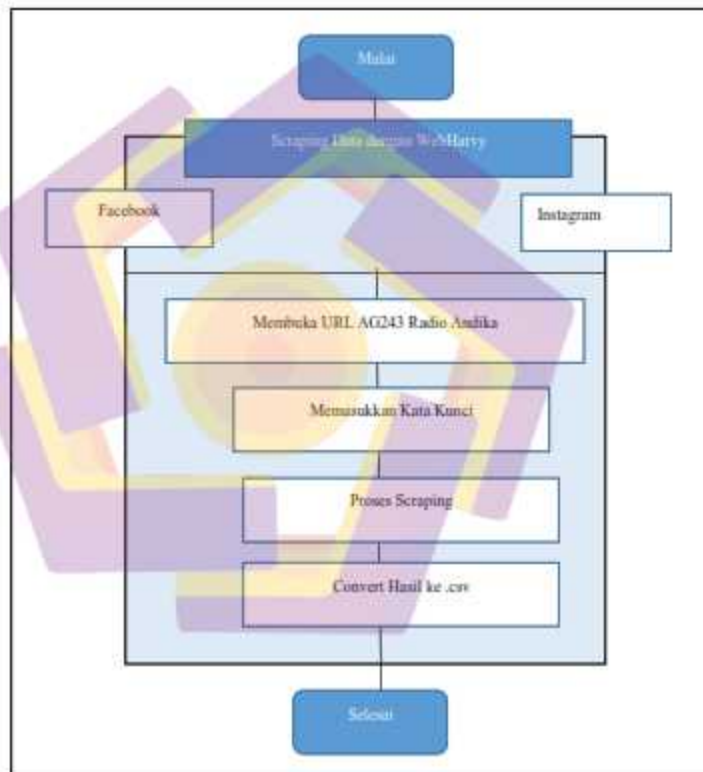 Mulai
Scraping Data dengan WebHarvy
Facebook
Instagram
Membuka URL AG243 Radio Andika
Memasukkan Kata Kunci
Proses Scraping
Convert Hasil ke .csv
Selesai